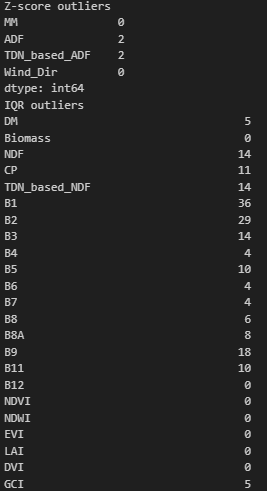 Z-score outliers
MM 0
ADF 2
TDN_based_ADF 2
Wind_Dir 0
dtype: int64
IQR outliers
DM 5
Biomass 0
NDF 14
CP 11
TDN_based_NDF 14
B1 36
B2 29
B3 14
B4 4
B5 10
B6 4
B7 4
B8 6
B8A 8
B9 18
B11 10
B12 0
NDVI 0
NDWI 0
EVI 0
LAI 0
DVI 0
GCI 5